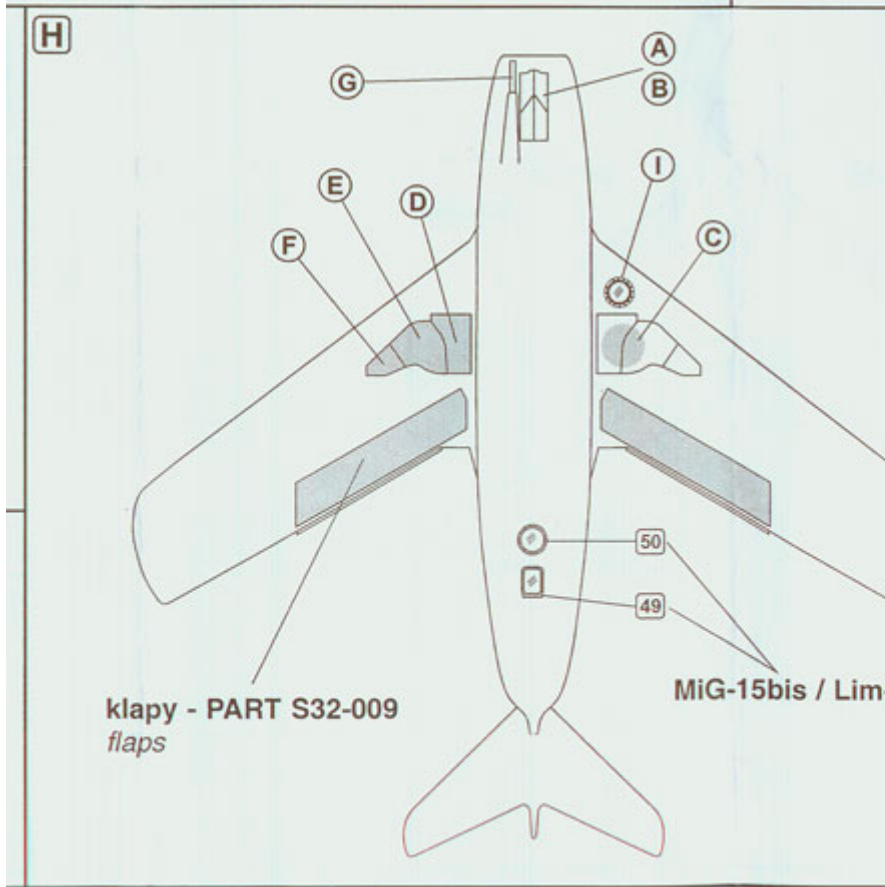 H
G
A
B
E
D
I
F
C
50
49
MiG-15bis / Lim-
klapy - PART S32-009
flaps